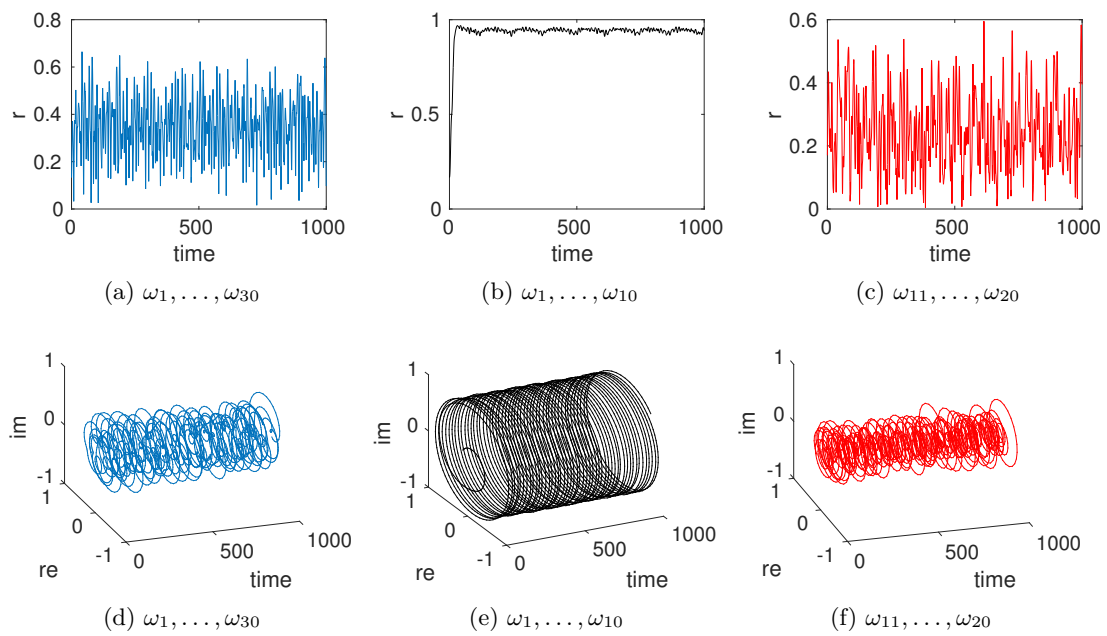 0.8
0.6
0.4
0.2
0
r
0 500 1000
time
(a) ω₁, . . . , ω₃₀
1
0.5
0
r
0 500 1000
time
(b) ω₁, . . . , ω₁₀
0.8
0.6
0.4
0.2
0
r
0 500 1000
time
(c) ω₁₁, . . . , ω₂₀
1
0
-1
im
1
0
-1
re
0
500
1000
time
(d) ω₁, . . . , ω₃₀
1
0
-1
im
1
0
-1
re
0
500
1000
time
(e) ω₁, . . . , ω₁₀
1
0
-1
im
1
0
-1
re
0
500
1000
time
(f) ω₁₁, . . . , ω₂₀